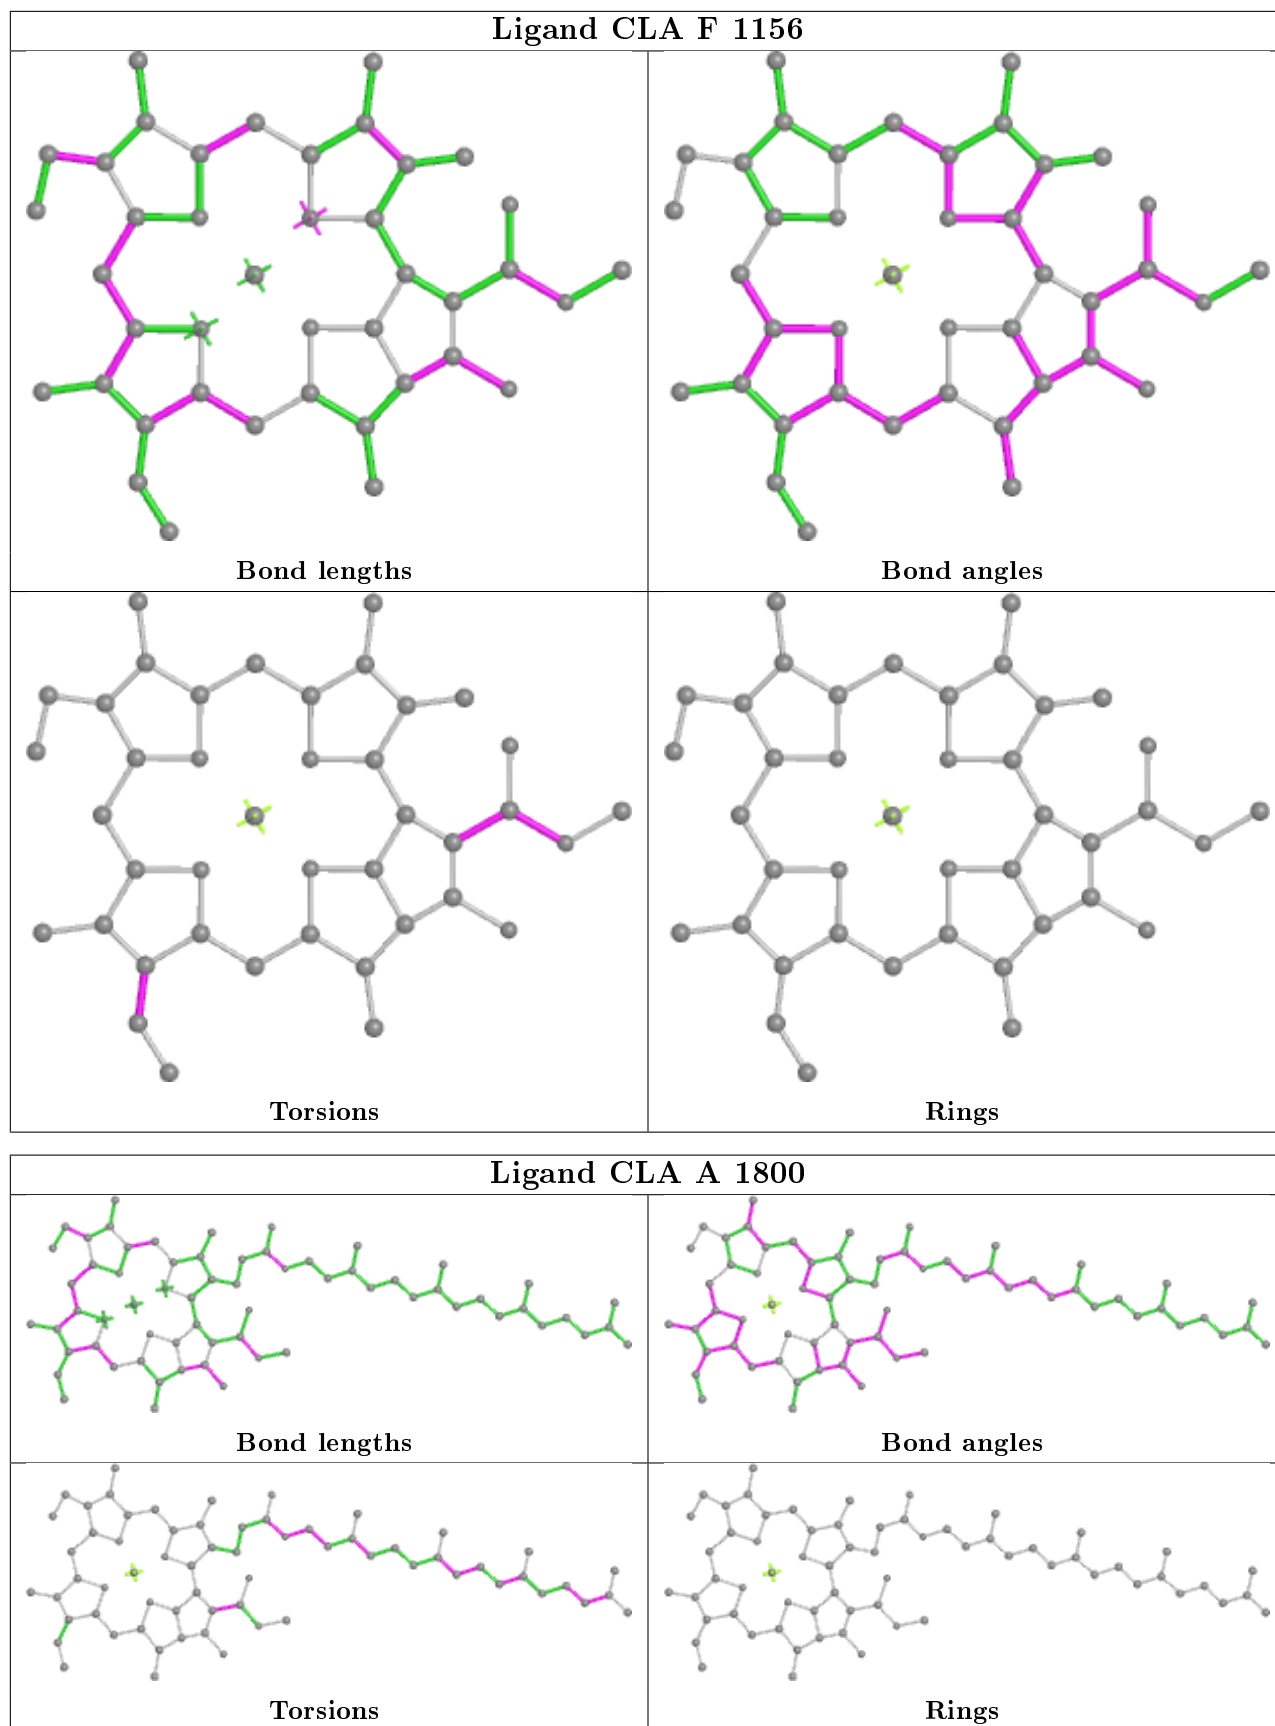 Ligand CLA F 1156
Bond lengths
Bond angles
Torsions
Rings
Ligand CLA A 1800
Bond lengths
Bond angles
Torsions
Rings